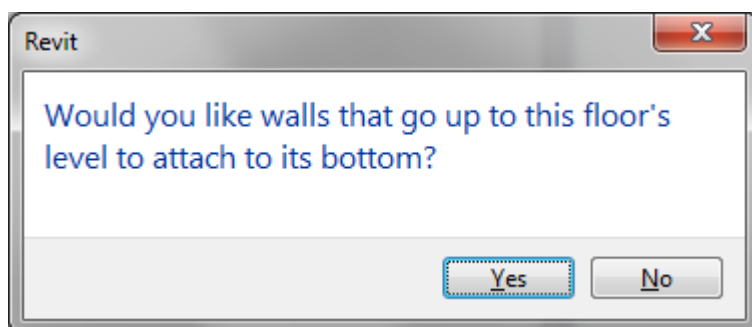 Revit
Would you like walls that go up to this floor's
level to attach to its bottom?
Yes
No